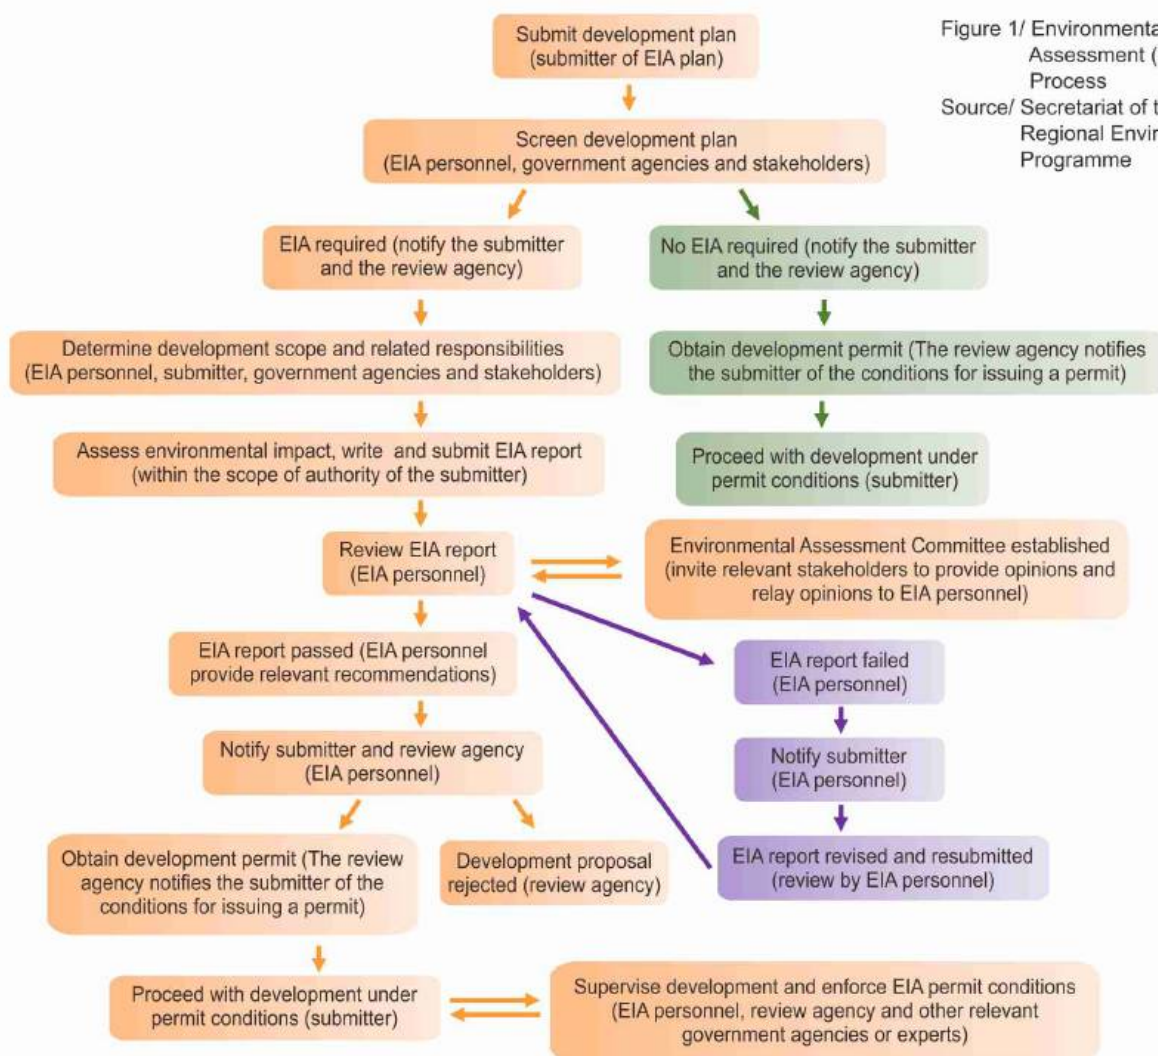 Submit development plan
(submitter of EIA plan)
Figure 1/ Environmenta
Assessment (
Process
Source/ Secretariat of t
Regional Envir
Programme
Screen development plan
(EIA personnel, government agencies and stakeholders)
EIA required (notify the submitter
and the review agency)
No EIA required (notify the submitter
and the review agency)
Determine development scope and related responsibilities
(EIA personnel, submitter, government agencies and stakeholders)
Obtain development permit (The review agency notifies
the submitter of the conditions for issuing a permit)
Assess environmental impact, write and submit EIA report
(within the scope of authority of the submitter)
Proceed with development under
permit conditions (submitter)
Review EIA report
(EIA personnel)
Environmental Assessment Committee established
(invite relevant stakeholders to provide opinions and
relay opinions to EIA personnel)
EIA report passed (EIA personnel
provide relevant recommendations)
EIA report failed
(EIA personnel)
Notify submitter and review agency
(EIA personnel)
Notify submitter
(EIA personnel)
Obtain development permit (The review
agency notifies the submitter of the
conditions for issuing a permit)
Development proposal
rejected (review agency)
EIA report revised and resubmitted
(review by EIA personnel)
Proceed with development under
permit conditions (submitter)
Supervise development and enforce EIA permit conditions
(EIA personnel, review agency and other relevant
government agencies or experts)